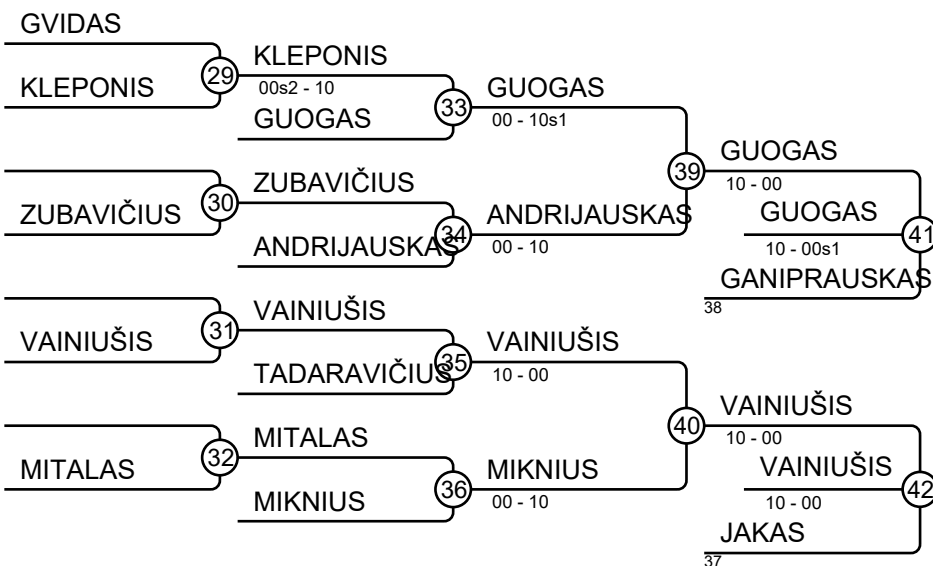 GVIDAS
KLEPONIS
29
KLEPONIS
00s2 - 10
GUOGAS
33
GUOGAS
00 - 10s1
ZUBAVIČIUS
30
ZUBAVIČIUS
ANDRIJAUSKAS
34
ANDRIJAUSKAS
00 - 10
39
GUOGAS
10 - 00
GUOGAS
10 - 00s1
41
GANIPRAUSKAS
38
VAINIUŠIS
31
VAINIUŠIS
TADARAVIČIUS
35
VAINIUŠIS
10 - 00
MITALAS
32
MITALAS
MIKNIUS
36
MIKNIUS
00 - 10
40
VAINIUŠIS
10 - 00
VAINIUŠIS
10 - 00
42
JAKAS
37